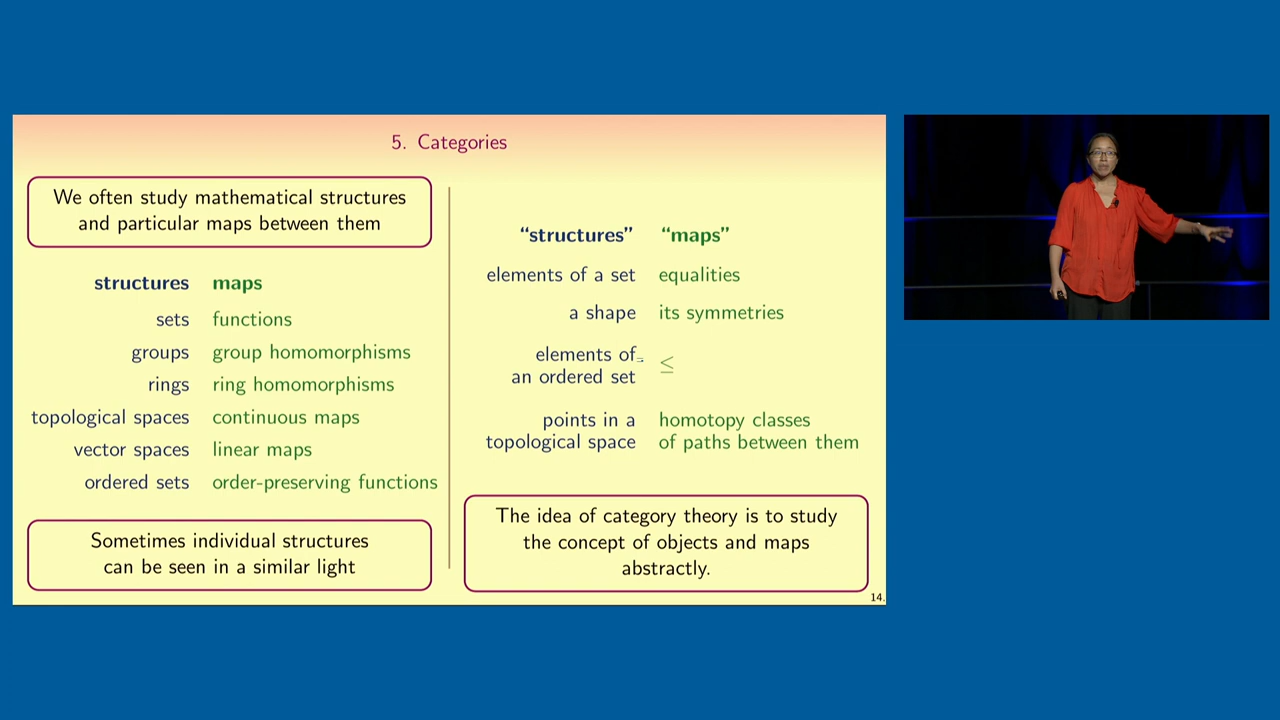 5. Categories
We often study mathematical structures
and particular maps between them
structures maps
sets functions
groups group homomorphisms
rings ring homomorphisms
topological spaces continuous maps
vector spaces linear maps
ordered sets order-preserving functions
Sometimes individual structures
can be seen in a similar light
“structures” “maps”
elements of a set equalities
a shape its symmetries
elements of
an ordered set ≤
points in a homotopy classes
topological space of paths between them
The idea of category theory is to study
the concept of objects and maps
abstractly.
14.